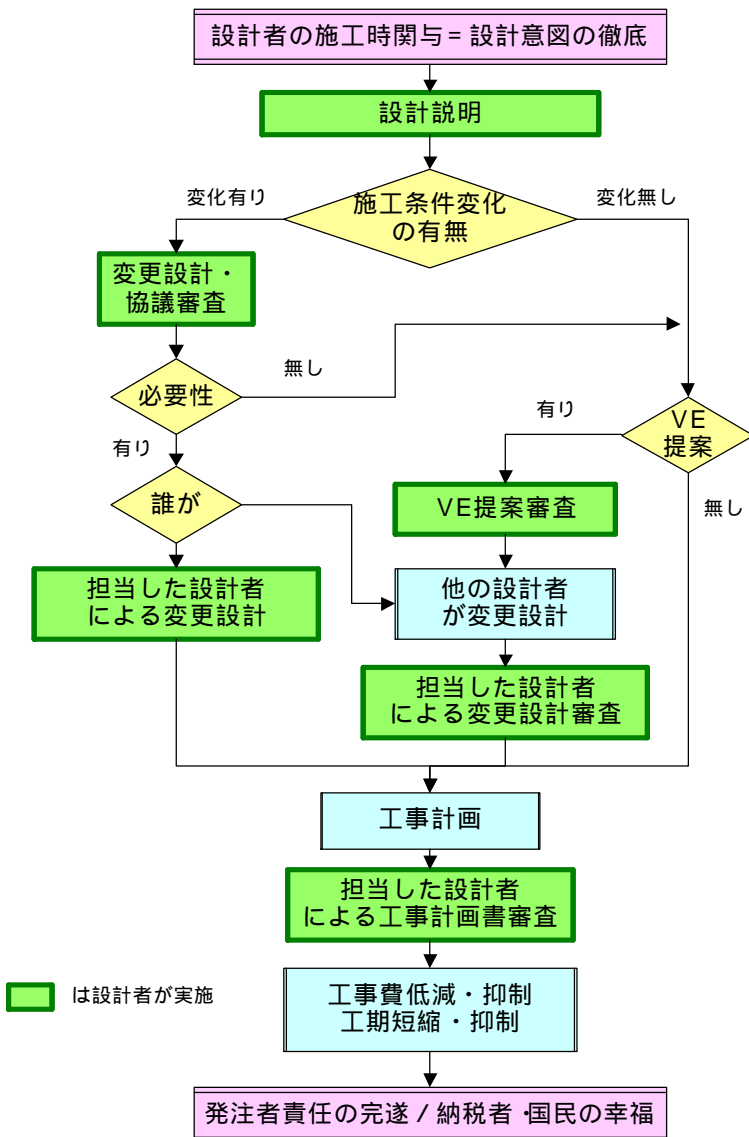 設計者の施工時関与=設計意図の徹底
設計説明
変化有り
施工条件変化
の有無
変化無し
変更設計・
協議審査
必要性
無し
有り
VE
提案
有り
誰が
VE提案審査
無し
担当した設計者
による変更設計
他の設計者
が変更設計
担当した設計者
による変更設計審査
工事計画
担当した設計者
による工事計画書審査
は設計者が実施
工事費低減・抑制
工期短縮・抑制
発注者責任の完遂/納税者・国民の幸福